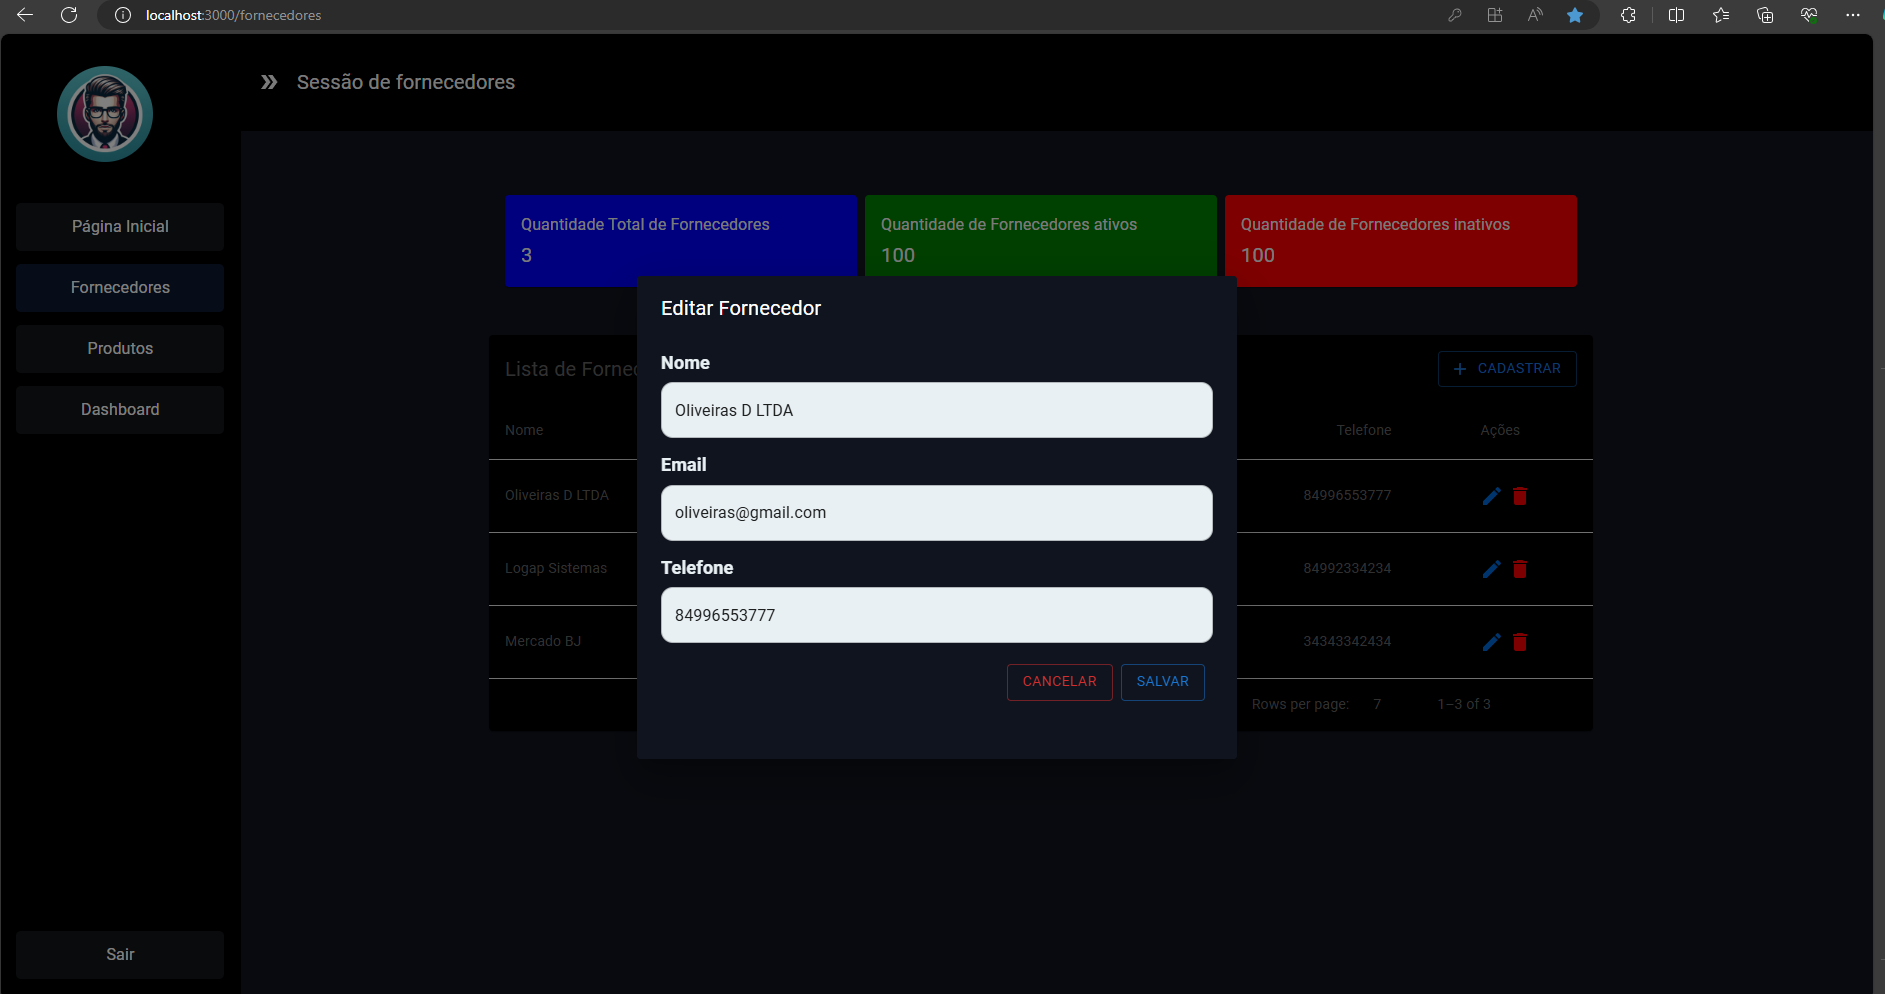 localhost:3000/fornecedores
Sessão de fornecedores
Página Inicial
Fornecedores
Produtos
Dashboard
Sair
Quantidade Total de Fornecedores
3
Quantidade de Fornecedores ativos
100
Quantidade de Fornecedores inativos
100
Lista de Forne
CADASTRAR
Nome Telefone Ações
Oliveiras D LTDA 84996553777
Logap Sistemas 84992334234
Mercado BJ 34343342434
Rows per page: 7 1–3 of 3
Editar Fornecedor
Nome
Oliveiras D LTDA
Email
oliveiras@gmail.com
Telefone
84996553777
CANCELAR SALVAR